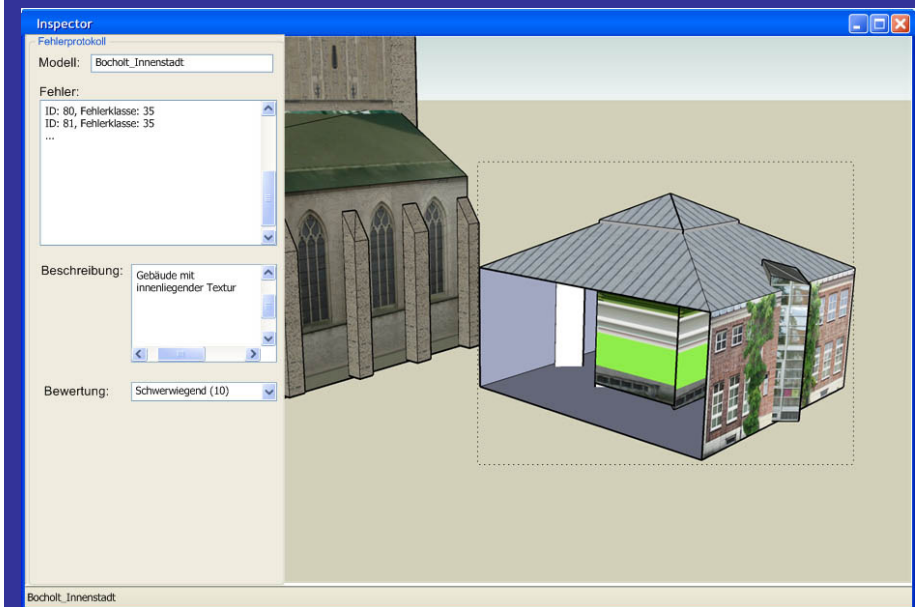 Inspector
Fehlerprotokoll
Modell: Bocholt_Innenstadt
Fehler:
ID: 80, Fehlerklasse: 35
ID: 81, Fehlerklasse: 35
...
Beschreibung: Gebäude mit
innenliegender Textur
Bewertung: Schwerwiegend (10)
Bocholt_Innenstadt